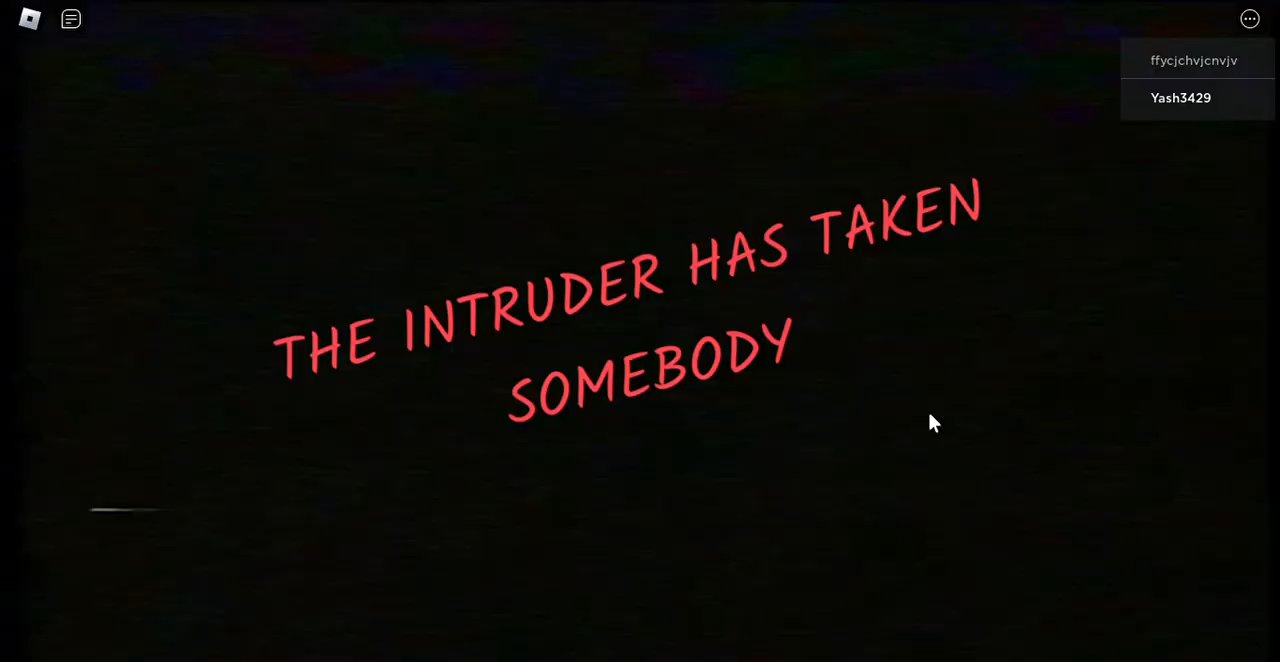 ffycjchvjcnvjv
Yash3429
THE INTRUDER HAS TAKEN
SOMEBODY